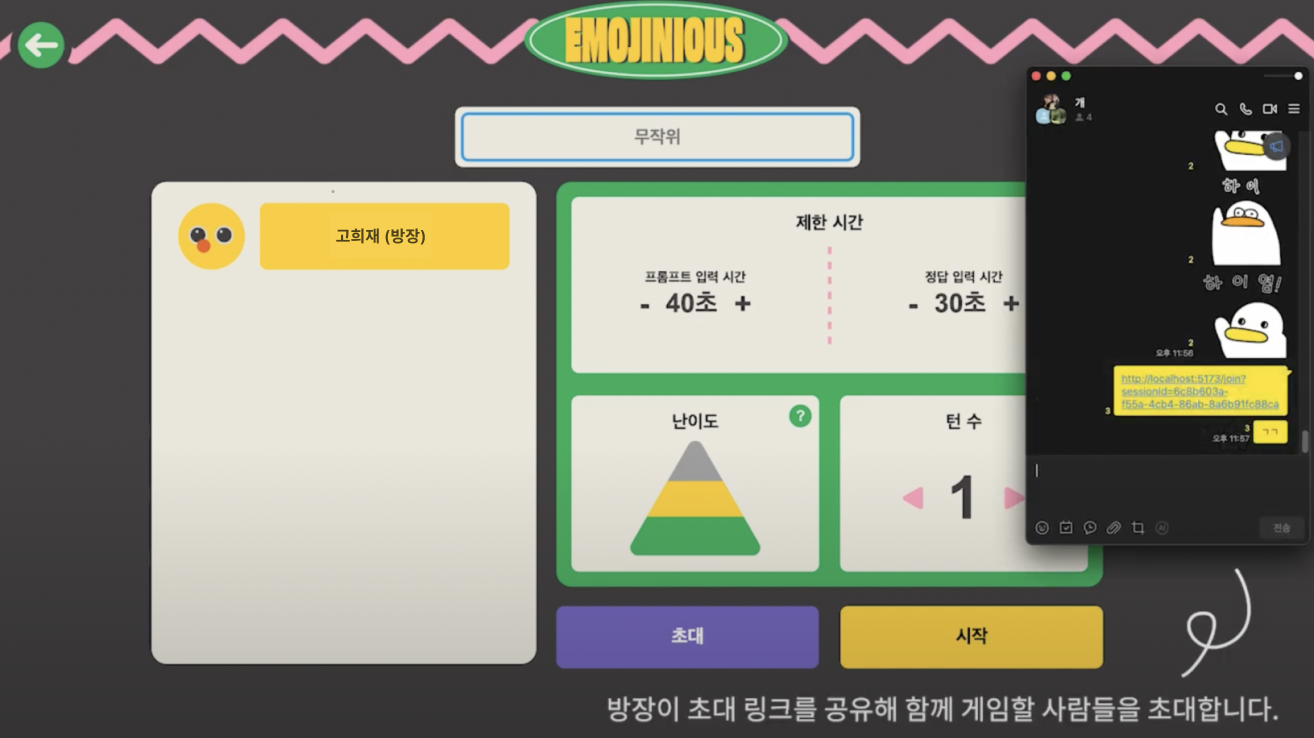 EMOJINIOUS
무작위
고희재 (방장)
제한 시간
프롬프트 입력 시간
- 40초 +
정답 입력 시간
- 30초 +
난이도
?
턴 수
1
초대
시작
개
4
2
하이
2
하이염!
2
오후 11:56
http://localhost:5173/join?
sessionId=6c8b603a-
f55a-4cb4-86ab-8a6b91fc88ca
3
3
ㄱㄱ
오후 11:57
전송
방장이 초대 링크를 공유해 함께 게임할 사람들을 초대합니다.